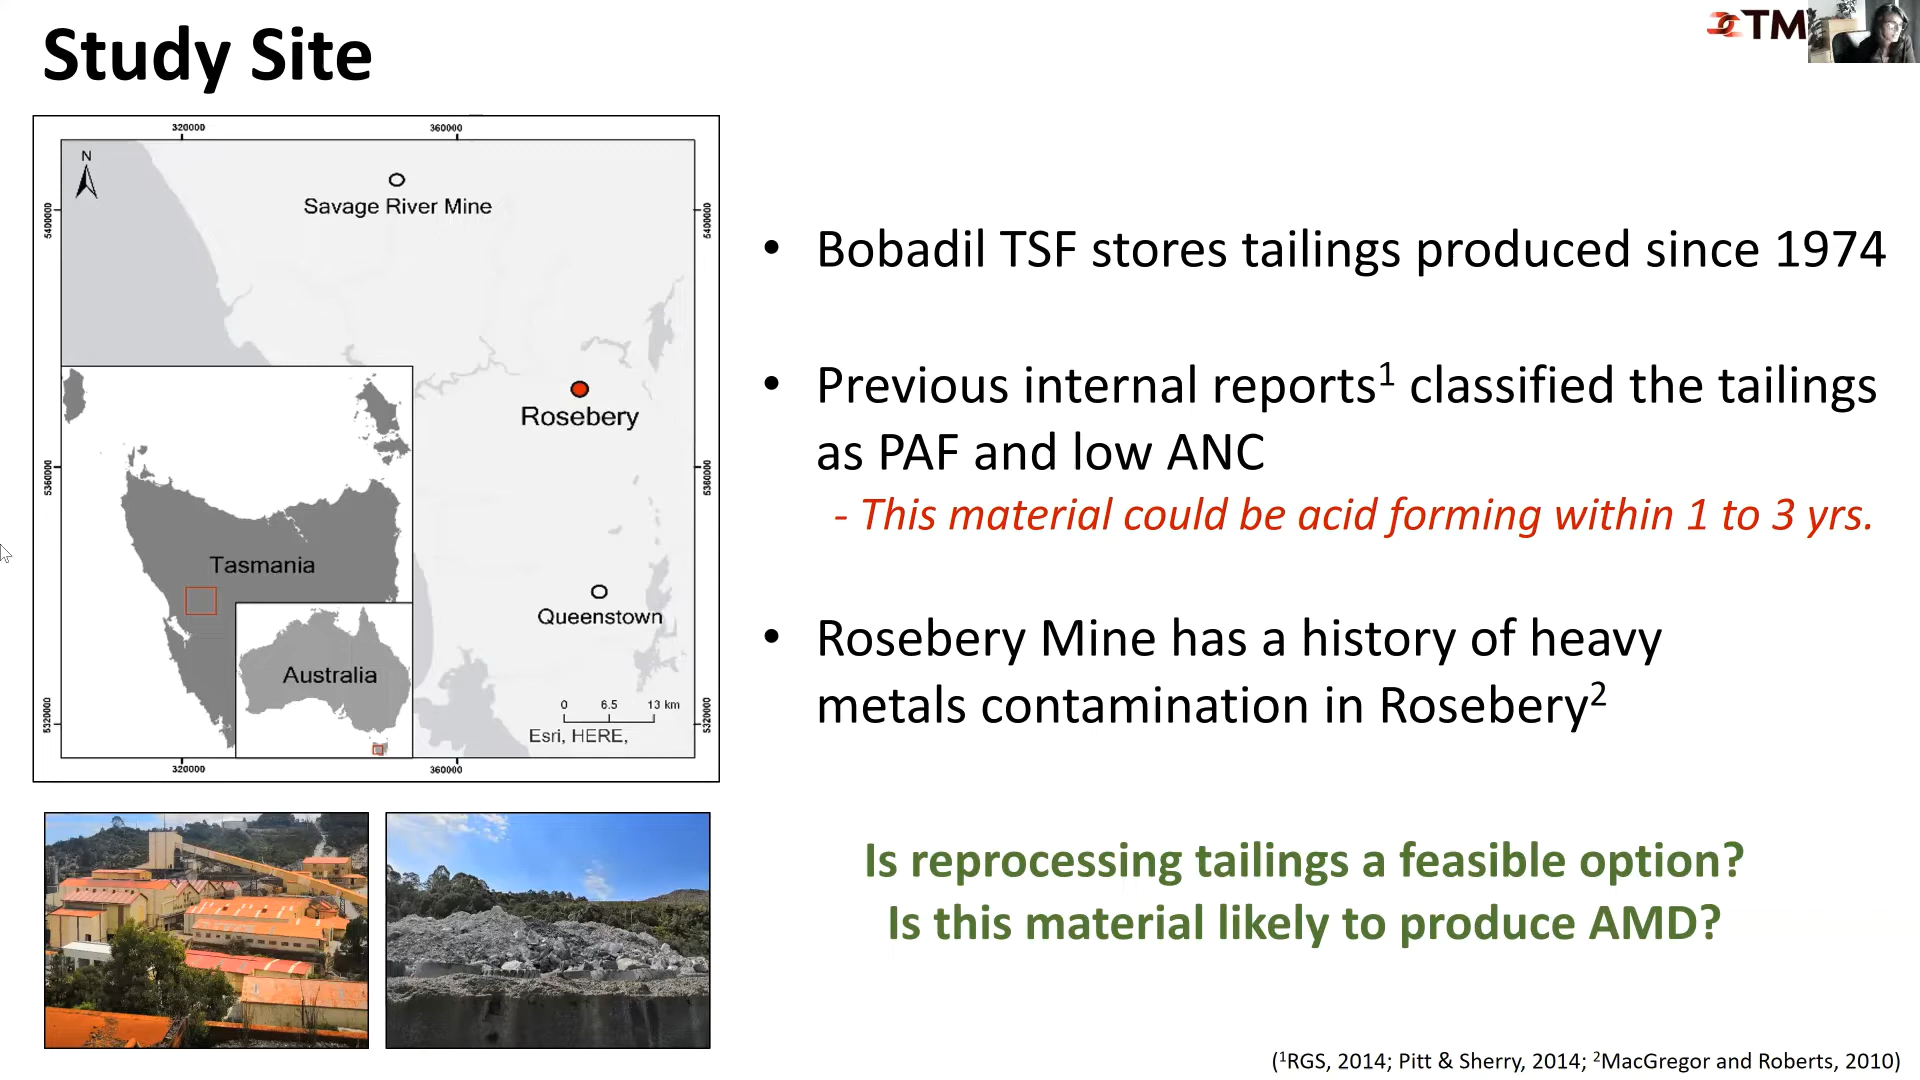 Study Site
TM
320000 360000
N
Savage River Mine
5400000 5400000
Rosebery
5360000 5360000
Tasmania
Queenstown
Australia
0 6.5 13 km
5320000 5320000
Esri, HERE,
320000 360000
• Bobadil TSF stores tailings produced since 1974
• Previous internal reports¹ classified the tailings
as PAF and low ANC
- This material could be acid forming within 1 to 3 yrs.
• Rosebery Mine has a history of heavy
metals contamination in Rosebery²
Is reprocessing tailings a feasible option?
Is this material likely to produce AMD?
(¹RGS, 2014; Pitt & Sherry, 2014; ²MacGregor and Roberts, 2010)